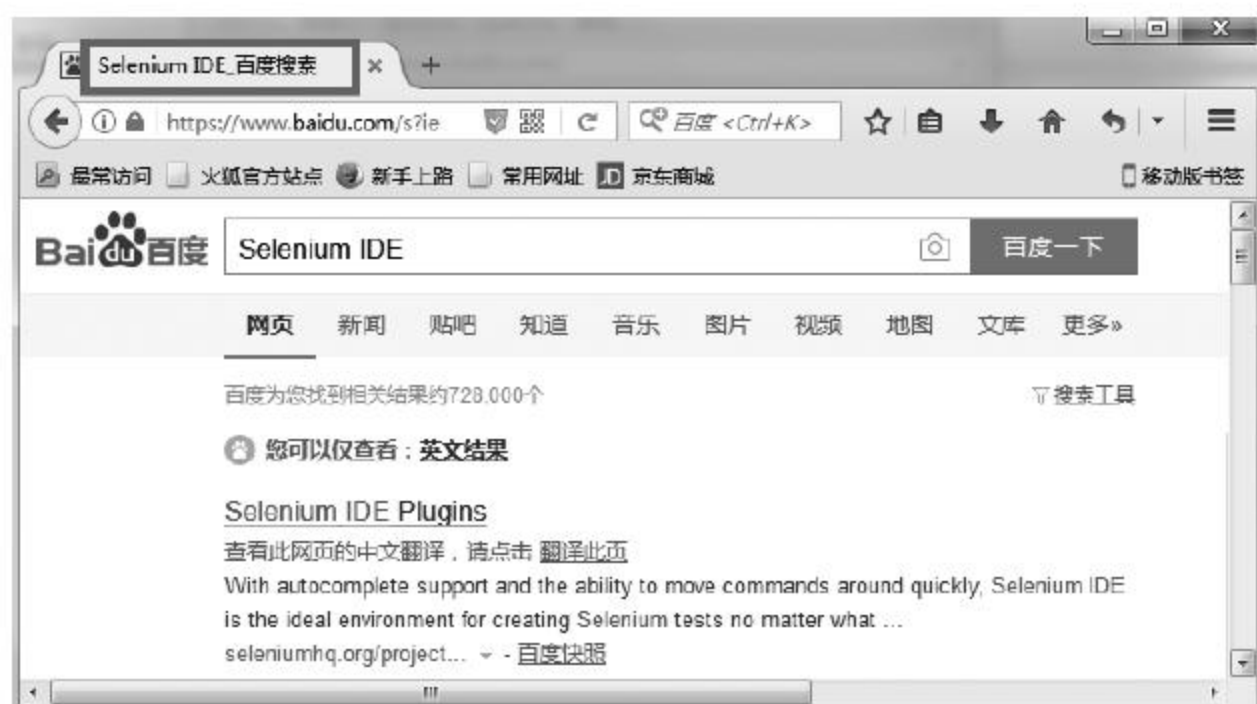 Selenium IDE_百度搜索
https://www.baidu.com/s?ie 百度 <Ctrl+K>
最常访问 火狐官方站点 新手上路 常用网址 JD 京东商城 移动版书签
Bai du 百度 Selenium IDE 百度一下
网页 新闻 贴吧 知道 音乐 图片 视频 地图 文库 更多»
百度为您找到相关结果约728,000个 搜索工具
您可以仅查看：英文结果
Selenium IDE Plugins
查看此网页的中文翻译，请点击 翻译此页
With autocomplete support and the ability to move commands around quickly, Selenium IDE
is the ideal environment for creating Selenium tests no matter what ...
seleniumhq.org/project... - 百度快照